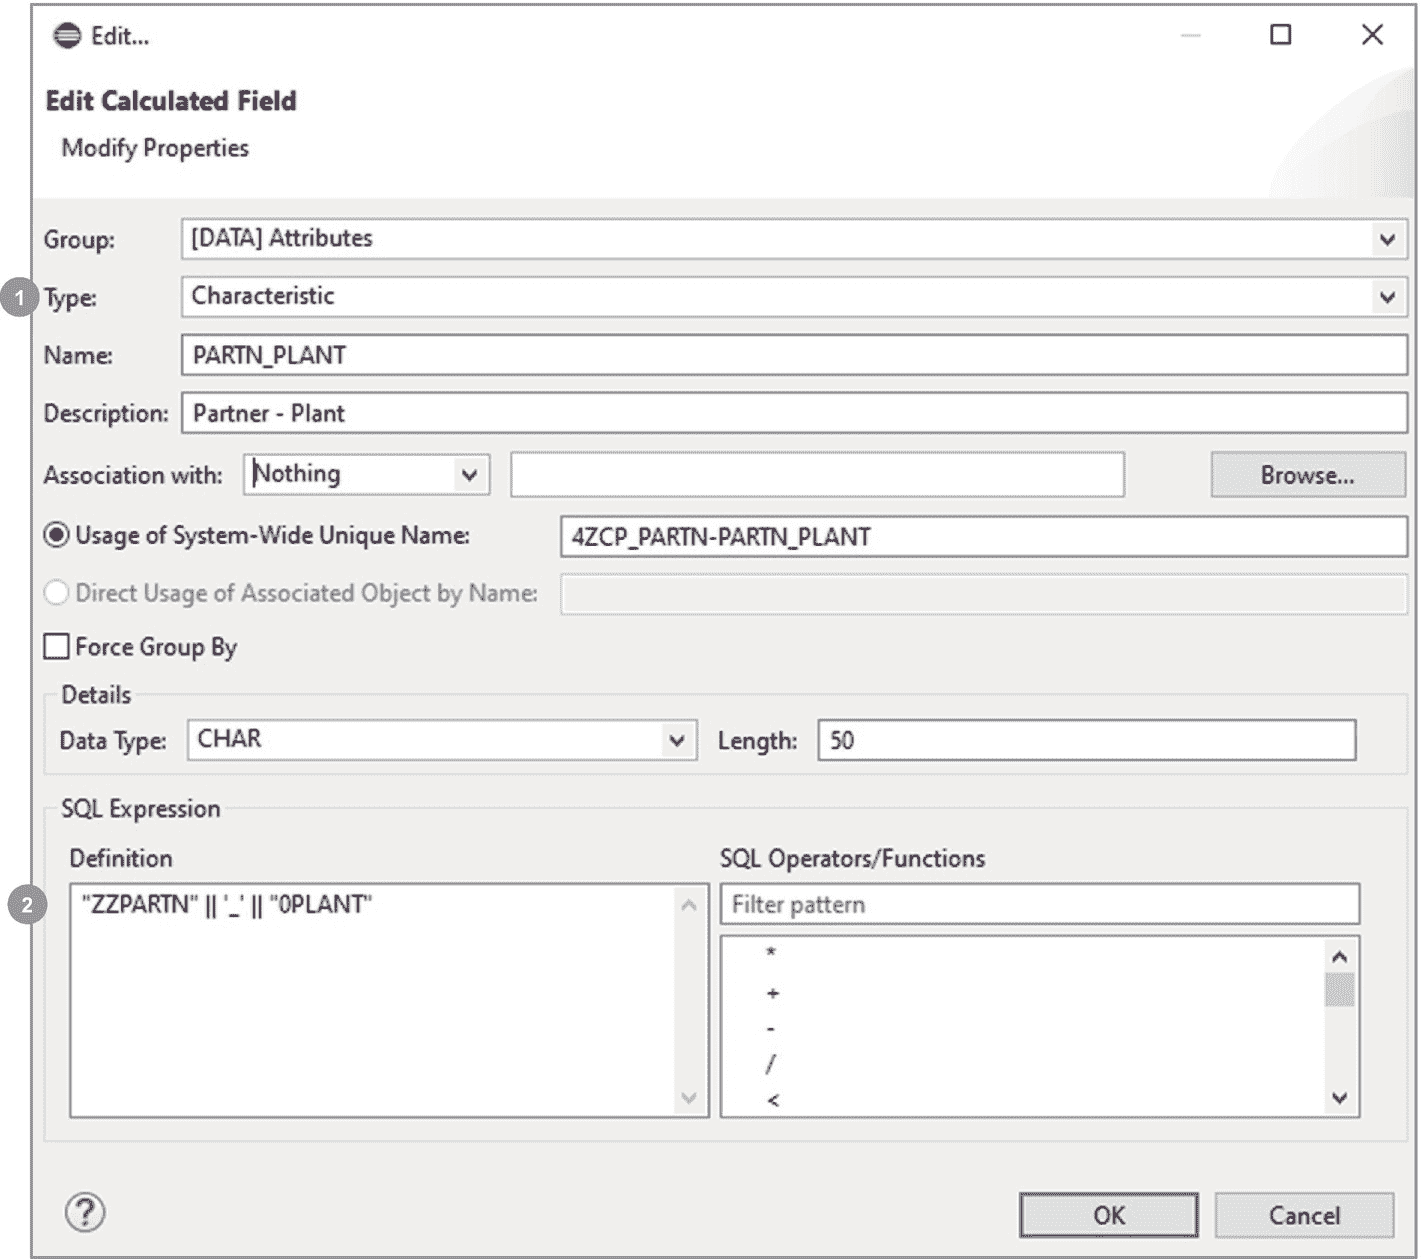 Edit...
Edit Calculated Field
Modify Properties
Group: [DATA] Attributes
1 Type: Characteristic
Name: PARTN_PLANT
Description: Partner - Plant
Association with: Nothing Browse...
Usage of System-Wide Unique Name: 4ZCP_PARTN-PARTN_PLANT
Direct Usage of Associated Object by Name:
Force Group By
Details
Data Type: CHAR Length: 50
SQL Expression
Definition SQL Operators/Functions
2 "ZZPARTN" || '_' || "0PLANT" Filter pattern
*
+
-
/
<
? OK Cancel